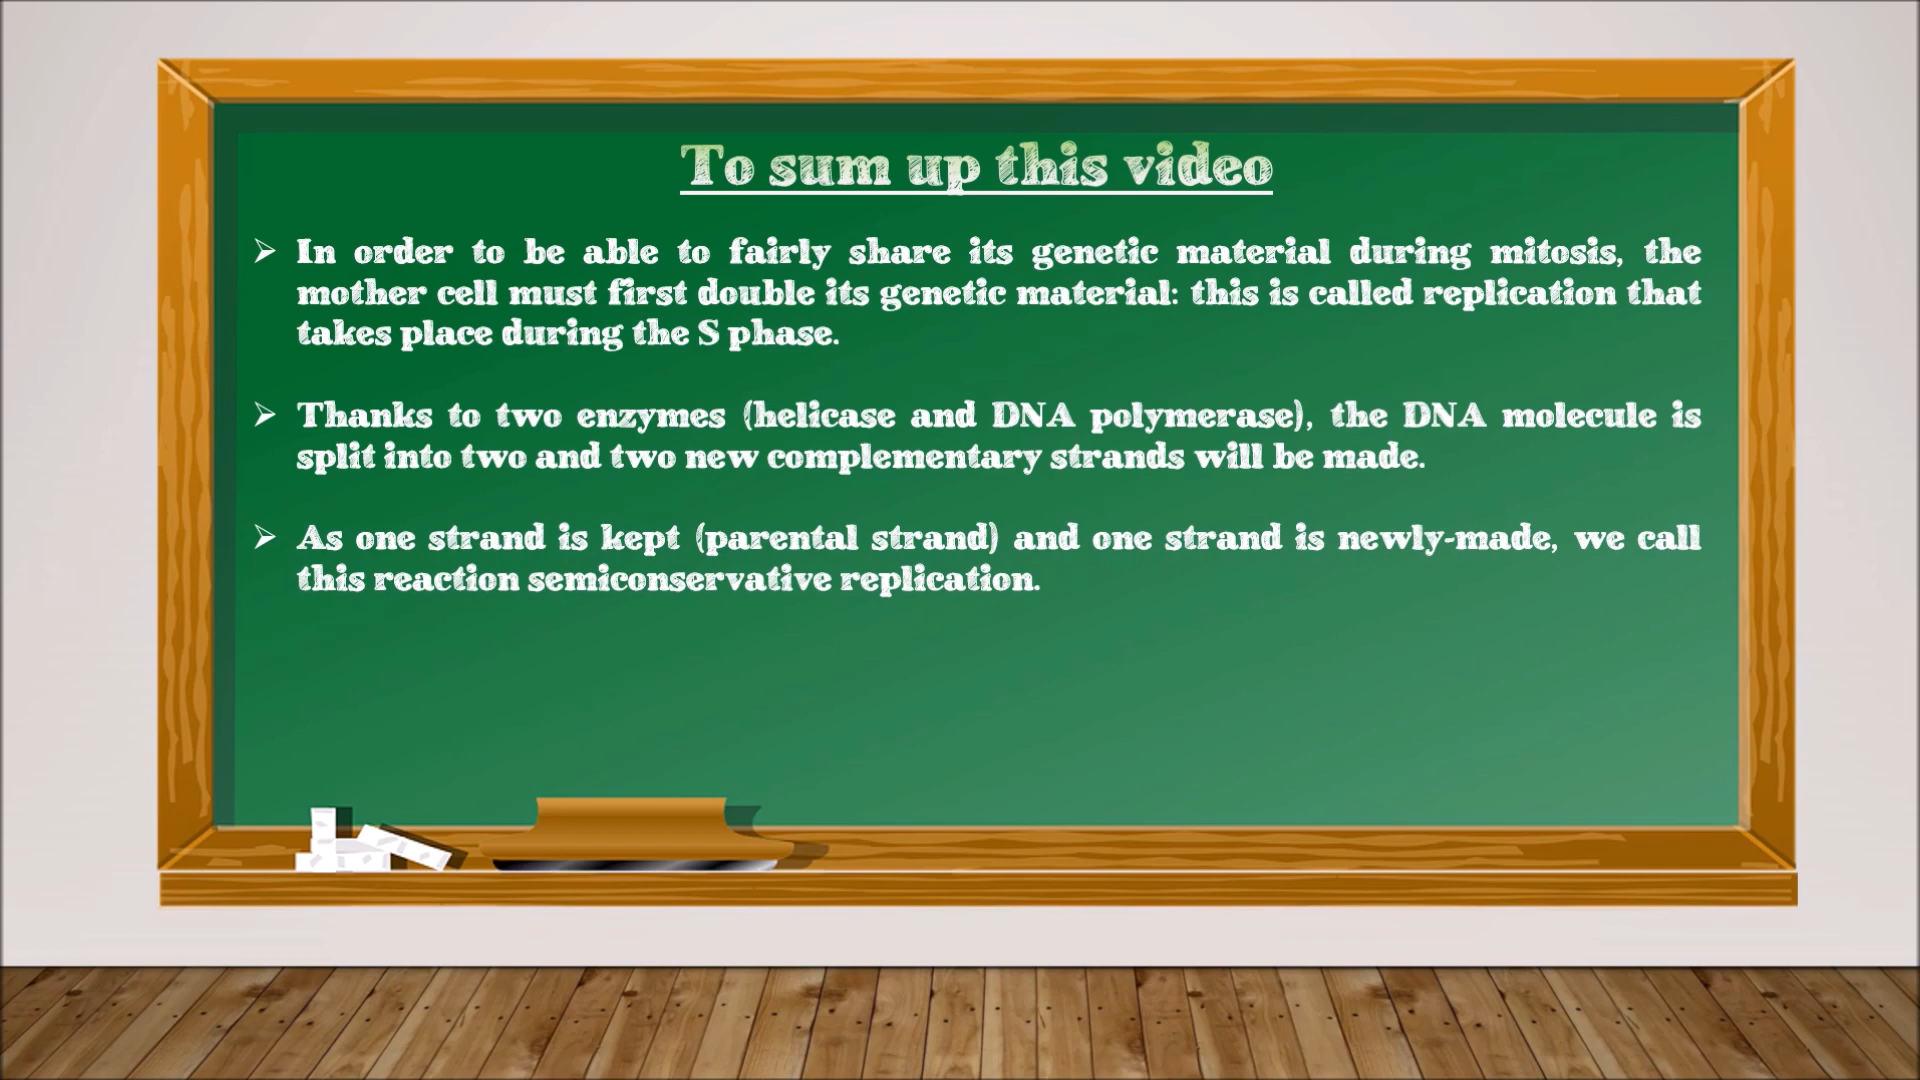 To sum up this video
➢ In order to be able to fairly share its genetic material during mitosis, the
mother cell must first double its genetic material: this is called replication that
takes place during the S phase.
➢ Thanks to two enzymes (helicase and DNA polymerase), the DNA molecule is
split into two and two new complementary strands will be made.
➢ As one strand is kept (parental strand) and one strand is newly-made, we call
this reaction semiconservative replication.